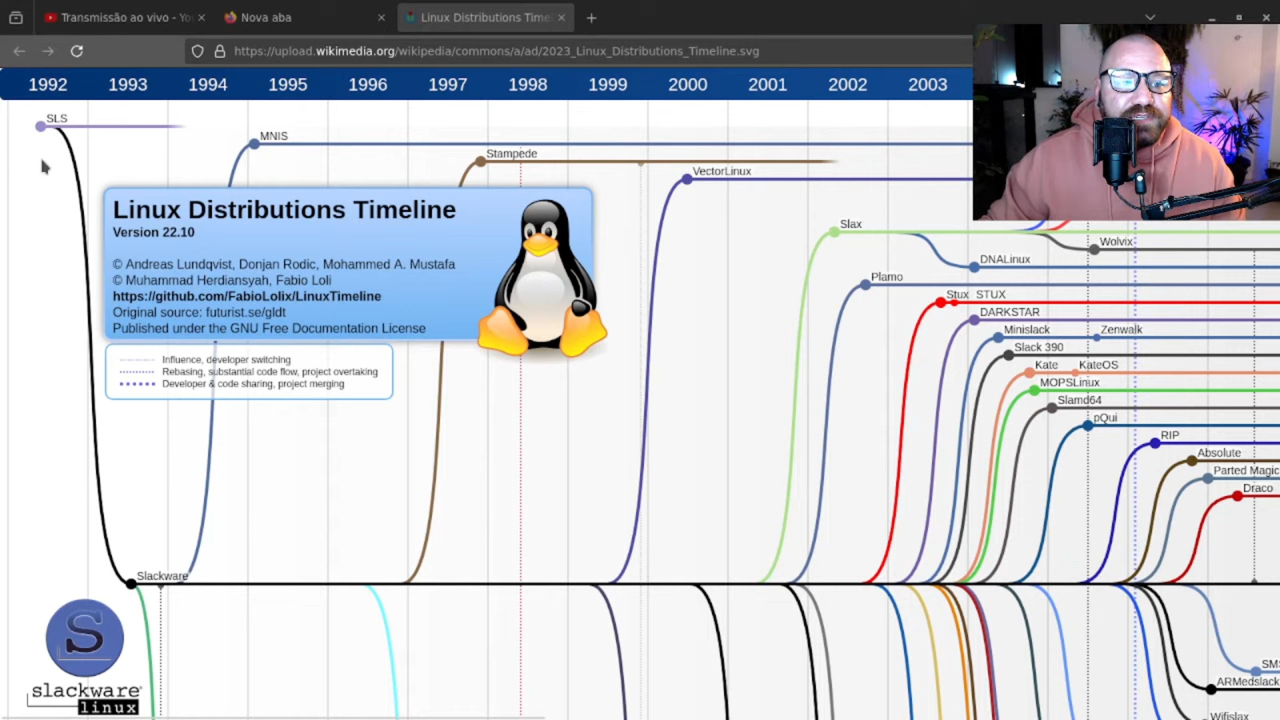 Transmissão ao vivo - Yo
Nova aba
Linux Distributions Time
https://upload.wikimedia.org/wikipedia/commons/a/ad/2023_Linux_Distributions_Timeline.svg
1992 1993 1994 1995 1996 1997 1998 1999 2000 2001 2002 2003
SLS
MNIS
Stampede
VectorLinux
Linux Distributions Timeline
Version 22.10
© Andreas Lundqvist, Donjan Rodic, Mohammed A. Mustafa
© Muhammad Herdiansyah, Fabio Loli
https://github.com/FabioLolix/LinuxTimeline
Original source: futurist.se/gldt
Published under the GNU Free Documentation License
Influence, developer switching
Rebasing, substantial code flow, project overtaking
Developer & code sharing, project merging
Slax
Wolvix
DNALinux
Plamo
Stux STUX
DARKSTAR
Minislack Zenwalk
Slack 390
Kate KateOS
MOPSLinux
Slamd64
pQui
RIP
Absolute
Parted Magic
Draco
Slackware
S
slackware
linux
SMS
ARMedslack
Wifislax